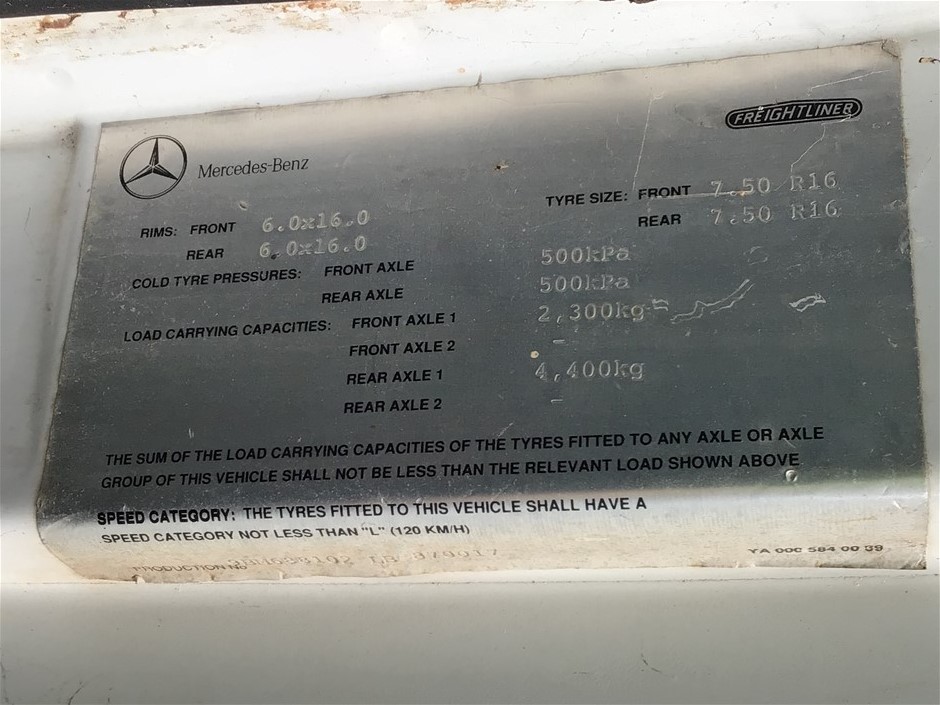 Mercedes-Benz
FREIGHTLINER
TYRE SIZE: FRONT 7.50 R16
REAR 7.50 R16
RIMS: FRONT 6.0x16.0
REAR 6.0x16.0
COLD TYRE PRESSURES: FRONT AXLE 500kPa
REAR AXLE 500kPa
LOAD CARRYING CAPACITIES: FRONT AXLE 1 2,300kg
FRONT AXLE 2 –
REAR AXLE 1 4,400kg
REAR AXLE 2 –
THE SUM OF THE LOAD CARRYING CAPACITIES OF THE TYRES FITTED TO ANY AXLE OR AXLE
GROUP OF THIS VEHICLE SHALL NOT BE LESS THAN THE RELEVANT LOAD SHOWN ABOVE
SPEED CATEGORY: THE TYRES FITTED TO THIS VEHICLE SHALL HAVE A
SPEED CATEGORY NOT LESS THAN "L" (120 KM/H)
PRODUCTION No
YA 000 584 00 39